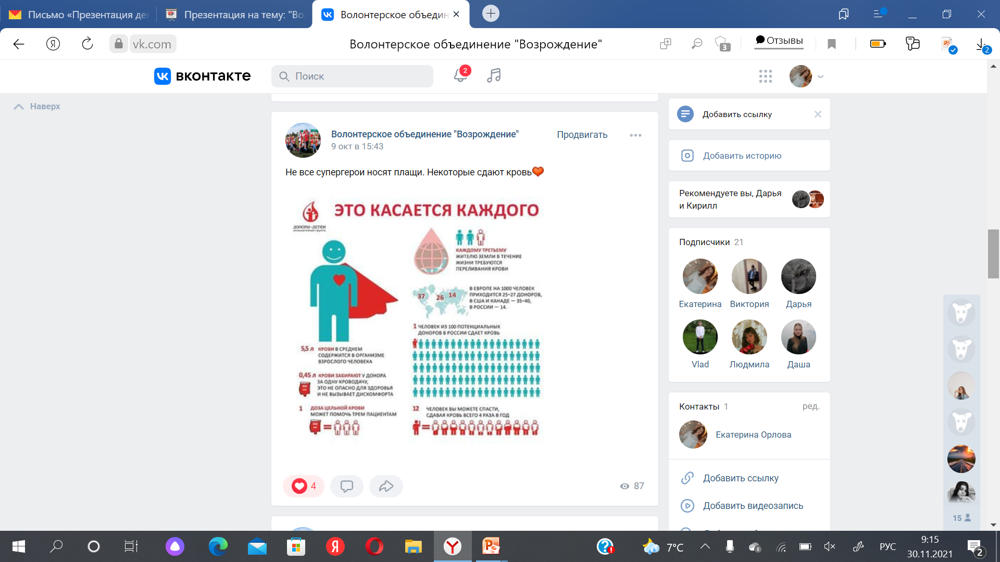 Письмо «Презентация дея
Презентация на тему: "Во
Волонтерское объедин
vk.com
Волонтерское объединение "Возрождение"
3
Отзывы
2
вконтакте
Поиск
2
Наверх
Волонтерское объединение "Возрождение"
9 окт в 15:43
Продвигать
Не все супергерои носят плащи. Некоторые сдают кровь
ДОНОРЫ–ДЕТЯМ
инициативная группа
ЭТО КАСАЕТСЯ КАЖДОГО
КАЖДОМУ ТРЕТЬЕМУ
ЖИТЕЛЮ ЗЕМЛИ В ТЕЧЕНИЕ
ЖИЗНИ ТРЕБУЮТСЯ
ПЕРЕЛИВАНИЯ КРОВИ
37 26 14
В ЕВРОПЕ НА 1000 ЧЕЛОВЕК
ПРИХОДИТСЯ 25–27 ДОНОРОВ,
В США И КАНАДЕ — 35–40,
В РОССИИ — 14.
1 ЧЕЛОВЕК ИЗ 100 ПОТЕНЦИАЛЬНЫХ
ДОНОРОВ В РОССИИ СДАЕТ КРОВЬ
5,5 л КРОВИ В СРЕДНЕМ
СОДЕРЖИТСЯ В ОРГАНИЗМЕ
ВЗРОСЛОГО ЧЕЛОВЕКА
0,45 л КРОВИ ЗАБИРАЮТ У ДОНОРА
ЗА ОДНУ КРОВОДАЧУ,
ЭТО НЕ ОПАСНО ДЛЯ ЗДОРОВЬЯ
И НЕ ВЫЗЫВАЕТ ДИСКОМФОРТА
1 ДОЗА ЦЕЛЬНОЙ КРОВИ
МОЖЕТ ПОМОЧЬ ТРЕМ ПАЦИЕНТАМ
=
12 ЧЕЛОВЕК ВЫ МОЖЕТЕ СПАСТИ,
СДАВАЯ КРОВЬ ВСЕГО 4 РАЗА В ГОД
=
4
87
Добавить ссылку
Добавить историю
Рекомендуете вы, Дарья
и Кирилл
Подписчики 21
Екатерина Виктория Дарья
Vlad Людмила Даша
Контакты 1
ред.
Екатерина Орлова
Добавить ссылку
Добавить видеозапись
15
7°C
РУС
9:15
30.11.2021
2